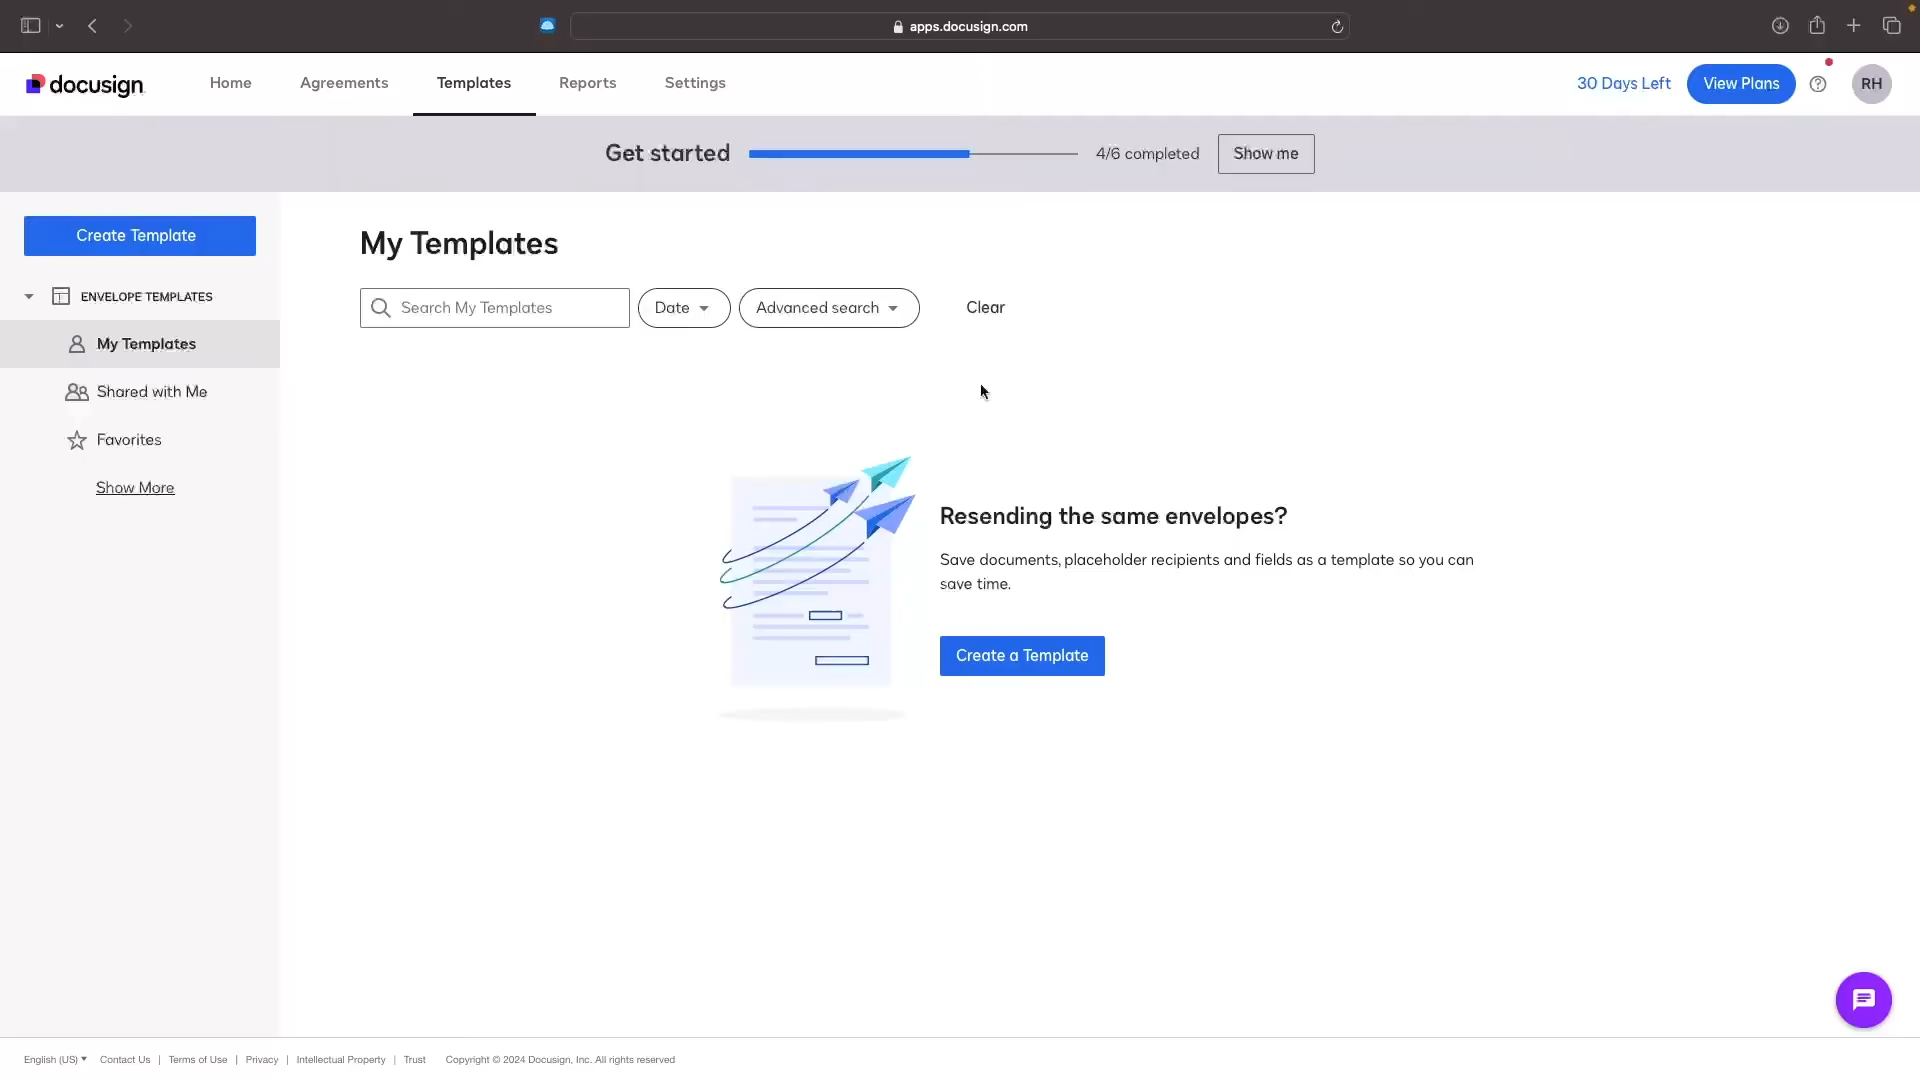 apps.docusign.com
docusign
Home
Agreements
Templates
Reports
Settings
30 Days Left
View Plans
RH
Get started
4/6 completed
Show me
Create Template
ENVELOPE TEMPLATES
My Templates
Shared with Me
Favorites
Show More
My Templates
Search My Templates
Date
Advanced search
Clear
Resending the same envelopes?
Save documents, placeholder recipients and fields as a template so you can
save time.
Create a Template
English (US)
Contact Us | Terms of Use | Privacy | Intellectual Property | Trust
Copyright © 2024 Docusign, Inc. All rights reserved